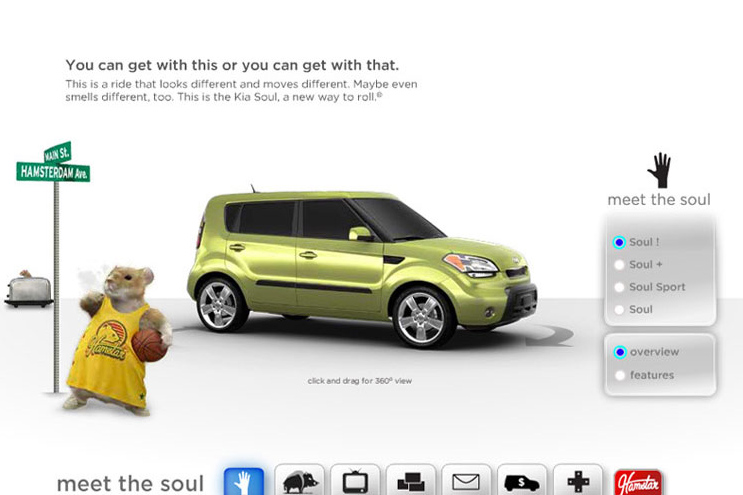 You can get with this or you can get with that.
This is a ride that looks different and moves different. Maybe even
smells different, too. This is the Kia Soul, a new way to roll.®
MAIN St.
HAMSTERDAM Ave.
meet the soul
Soul !
Soul +
Soul Sport
Soul
Hamstar
overview
features
click and drag for 360º view
meet the soul
$
Hamstar